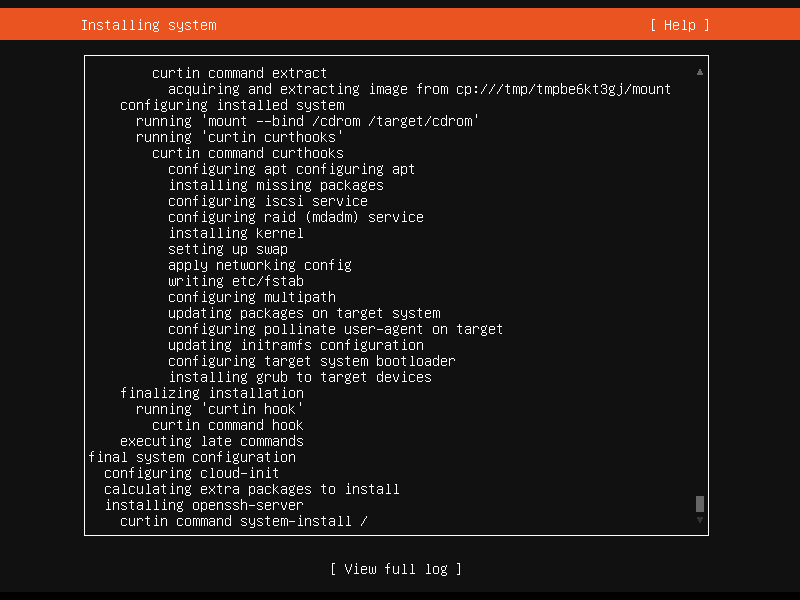 Installing system [ Help ]
curtin command extract
acquiring and extracting image from cp:///tmp/tmpbe6kt3gj/mount
configuring installed system
running 'mount --bind /cdrom /target/cdrom'
running 'curtin curthooks'
curtin command curthooks
configuring apt configuring apt
installing missing packages
configuring iscsi service
configuring raid (mdadm) service
installing kernel
setting up swap
apply networking config
writing etc/fstab
configuring multipath
updating packages on target system
configuring pollinate user-agent on target
updating initramfs configuration
configuring target system bootloader
installing grub to target devices
finalizing installation
running 'curtin hook'
curtin command hook
executing late commands
final system configuration
configuring cloud-init
calculating extra packages to install
installing openssh-server
curtin command system-install /
[ View full log ]